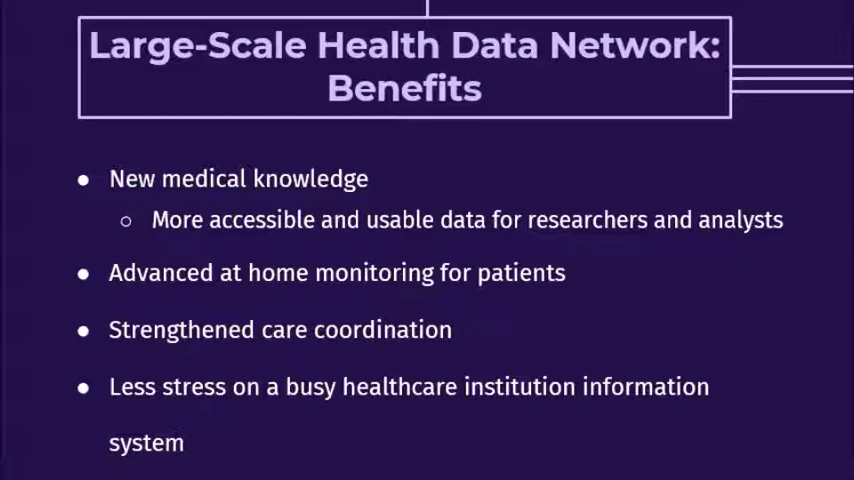 Large-Scale Health Data Network:
Benefits
● New medical knowledge
○ More accessible and usable data for researchers and analysts
● Advanced at home monitoring for patients
● Strengthened care coordination
● Less stress on a busy healthcare institution information
system